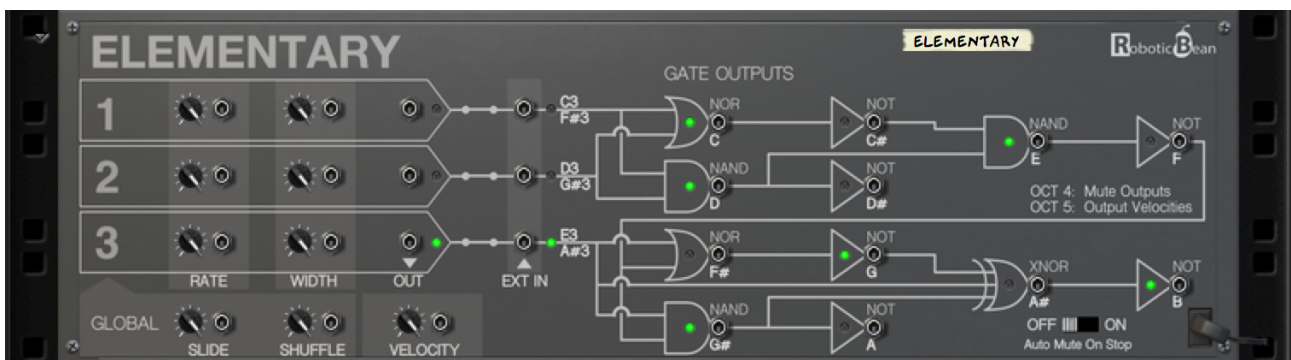 ELEMENTARY
ELEMENTARY
RoboticBean
GATE OUTPUTS
1
C3
F#3
NOR
C
NOT
C#
NAND
E
NOT
F
2
D3
G#3
NAND
D
NOT
D#
OCT 4: Mute Outputs
OCT 5: Output Velocities
3
E3
A#3
NOR
F#
NOT
G
XNOR
A#
NOT
B
RATE
WIDTH
OUT
EXT IN
NAND
G#
NOT
A
OFF ON
Auto Mute On Stop
GLOBAL
SLIDE
SHUFFLE
VELOCITY